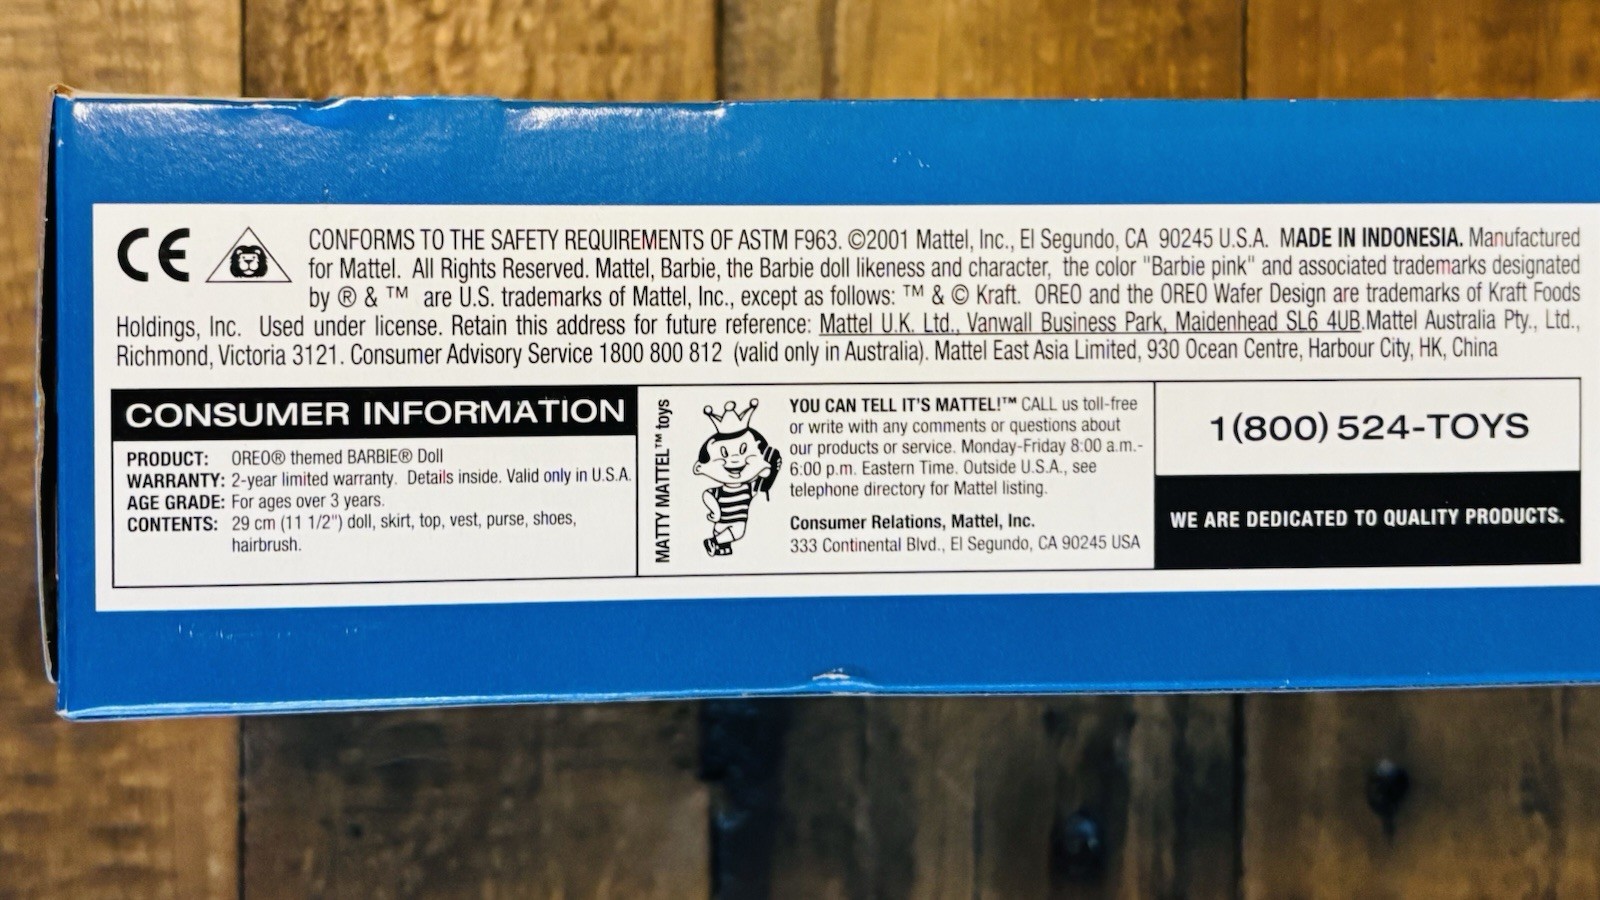 CE
CONFORMS TO THE SAFETY REQUIREMENTS OF ASTM F963. ©2001 Mattel, Inc., El Segundo, CA 90245 U.S.A. MADE IN INDONESIA. Manufactured
for Mattel. All Rights Reserved. Mattel, Barbie, the Barbie doll likeness and character, the color "Barbie pink" and associated trademarks designated
by ® & ™ are U.S. trademarks of Mattel, Inc., except as follows: ™ & © Kraft. OREO and the OREO Wafer Design are trademarks of Kraft Foods
Holdings, Inc. Used under license. Retain this address for future reference: Mattel U.K. Ltd., Vanwall Business Park, Maidenhead SL6 4UB.Mattel Australia Pty., Ltd.,
Richmond, Victoria 3121. Consumer Advisory Service 1800 800 812 (valid only in Australia). Mattel East Asia Limited, 930 Ocean Centre, Harbour City, HK, China
CONSUMER INFORMATION
PRODUCT: OREO® themed BARBIE® Doll
WARRANTY: 2-year limited warranty. Details inside. Valid only in U.S.A.
AGE GRADE: For ages over 3 years.
CONTENTS: 29 cm (11 1/2") doll, skirt, top, vest, purse, shoes,
hairbrush.
MATTY MATTEL™ toys
YOU CAN TELL IT'S MATTEL!™ CALL us toll-free
or write with any comments or questions about
our products or service. Monday-Friday 8:00 a.m.-
6:00 p.m. Eastern Time. Outside U.S.A., see
telephone directory for Mattel listing.
Consumer Relations, Mattel, Inc.
333 Continental Blvd., El Segundo, CA 90245 USA
1(800) 524-TOYS
WE ARE DEDICATED TO QUALITY PRODUCTS.